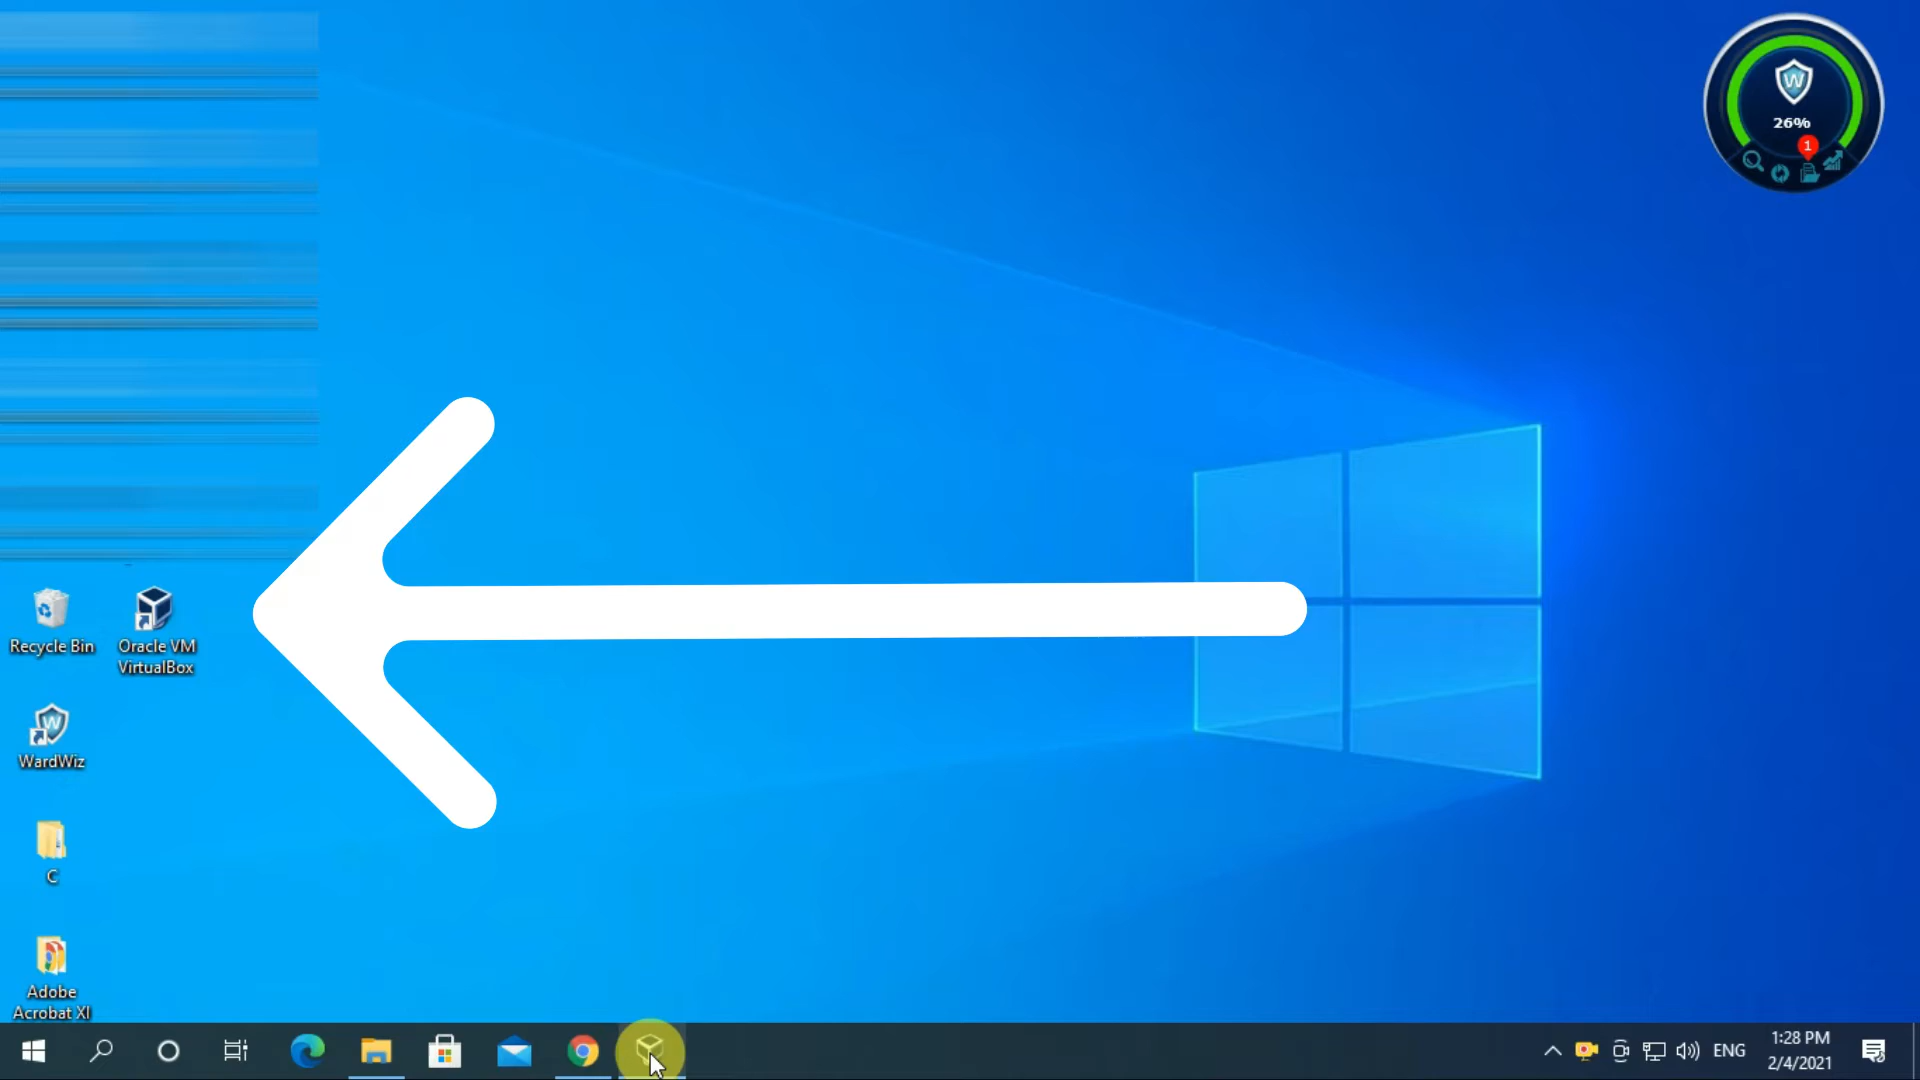 W
26%
1
Recycle Bin
Oracle VM
VirtualBox
W
WardWiz
C
Adobe
Acrobat XI
ENG
1:28 PM
2/4/2021